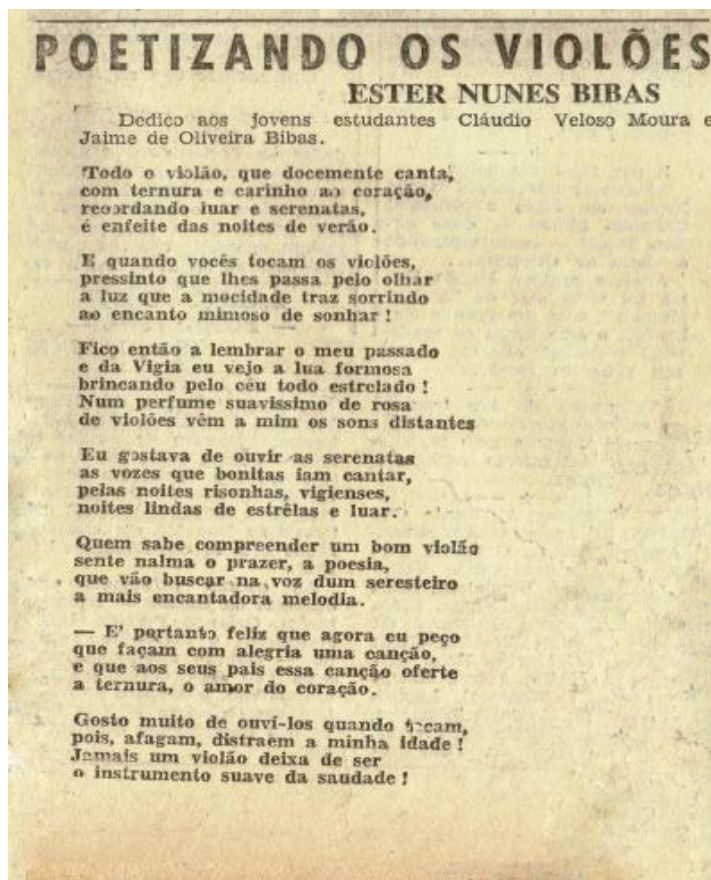 POETIZANDO OS VIOLÕES
ESTER NUNES BIBAS
Dedico aos jovens estudantes Cláudio Veloso Moura e
Jaime de Oliveira Bibas.
Todo o violão, que docemente canta,
com ternura e carinho ao coração,
recordando luar e serenatas,
é enfeite das noites de verão.
E quando vocês tocam os violões,
pressinto que lhes passa pelo olhar
a luz que a mocidade traz sorrindo
ao encanto mimoso de sonhar !
Fico então a lembrar o meu passado
e da Vigia eu vejo a lua formosa
brincando pelo céu todo estrelado !
Num perfume suavissimo de rosa
de violões vêm a mim os sons distantes
Eu gostava de ouvir as serenatas
as vozes que bonitas iam cantar,
pelas noites risonhas, vigienses,
noites lindas de estrêlas e luar.
Quem sabe compreender um bom violão
sente nalma o prazer, a poesia,
que vão buscar na voz dum seresteiro
a mais encantadora melodia.
— E' portanto feliz que agora eu peço
que façam com alegria uma canção,
e que aos seus pais essa canção oferte
a ternura, o amor do coração.
Gosto muito de ouví-los quando tocam,
pois, afagam, distraem a minha idade !
Jamais um violão deixa de ser
o instrumento suave da saudade !